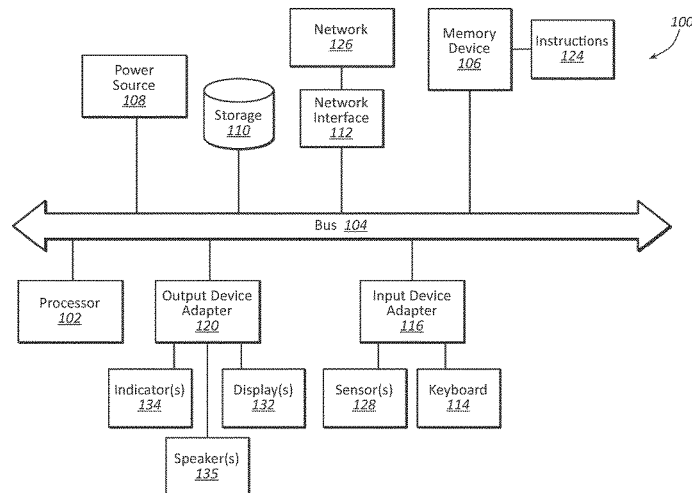 100
Network
126
Memory
Device
106
Instructions
124
Power
Source
108
Storage
110
Network
Interface
112
Bus 104
Processor
102
Output Device
Adapter
120
Input Device
Adapter
116
Indicator(s)
134
Display(s)
132
Sensor(s)
128
Keyboard
114
Speaker(s)
135